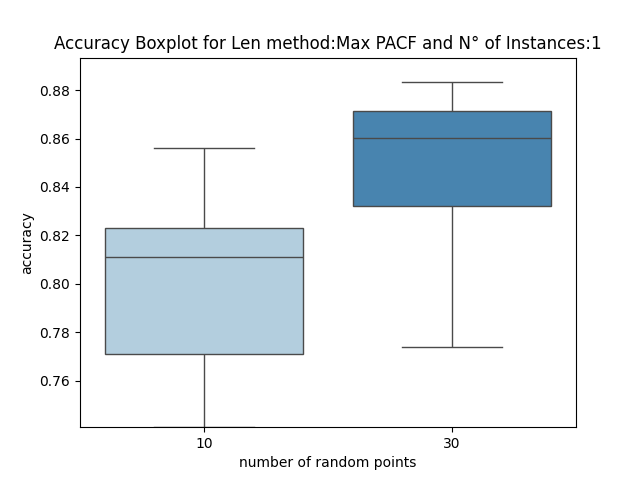 Accuracy Boxplot for Len method:Max PACF and N° of Instances:1
0.88
0.86
0.84
0.82
0.80
0.78
0.76
accuracy
10 30
number of random points